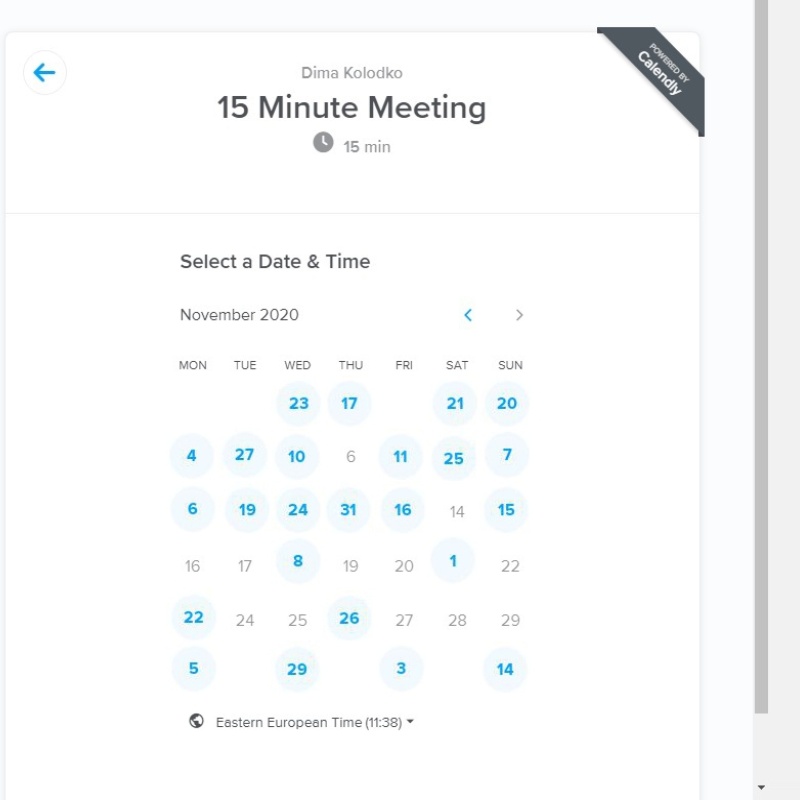 POWERED BY
Calendly
Dima Kolodko
15 Minute Meeting
15 min
Select a Date & Time
November 2020
MON TUE WED THU FRI SAT SUN
23 17 21 20
4 27 10 6 11 25 7
6 19 24 31 16 14 15
16 17 8 19 20 1 22
22 24 25 26 27 28 29
5 29 3 14
Eastern European Time (11:38)